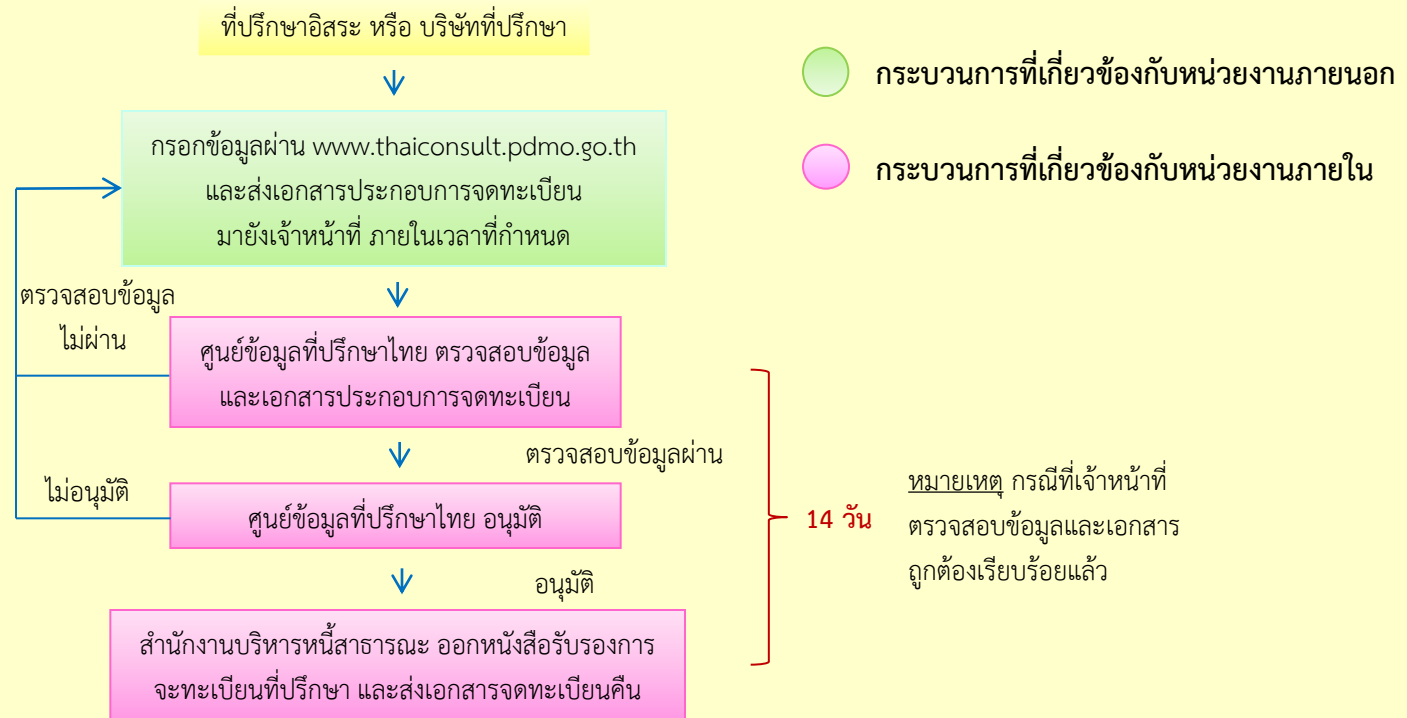 ที่ปรึกษาอิสระ หรือ บริษัทที่ปรึกษา
กระบวนการที่เกี่ยวข้องกับหน่วยงานภายนอก
กระบวนการที่เกี่ยวข้องกับหน่วยงานภายใน
กรอกข้อมูลผ่าน www.thaiconsult.pdmo.go.th
และส่งเอกสารประกอบการจดทะเบียน
มายังเจ้าหน้าที่ ภายในเวลาที่กำหนด
ตรวจสอบข้อมูล
ไม่ผ่าน
ศูนย์ข้อมูลที่ปรึกษาไทย ตรวจสอบข้อมูล
และเอกสารประกอบการจดทะเบียน
ตรวจสอบข้อมูลผ่าน
ไม่อนุมัติ
ศูนย์ข้อมูลที่ปรึกษาไทย อนุมัติ
อนุมัติ
สำนักงานบริหารหนี้สาธารณะ ออกหนังสือรับรองการ
จะทะเบียนที่ปรึกษา และส่งเอกสารจดทะเบียนคืน
14 วัน
หมายเหตุ กรณีที่เจ้าหน้าที่
ตรวจสอบข้อมูลและเอกสาร
ถูกต้องเรียบร้อยแล้ว